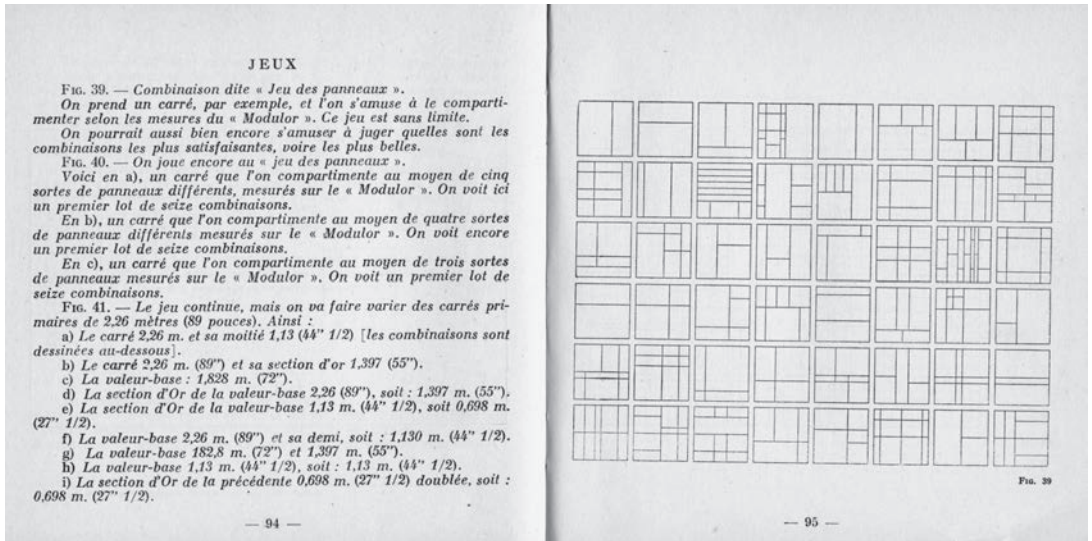 JEUX
FIG. 39. — Combinaison dite « Jeu des panneaux ».
On prend un carré, par exemple, et l'on s'amuse à le comparti-
menter selon les mesures du « Modulor ». Ce jeu est sans limite.
On pourrait aussi bien encore s'amuser à juger quelles sont les
combinaisons les plus satisfaisantes, voire les plus belles.
FIG. 40. — On joue encore au « jeu des panneaux ».
Voici en a), un carré que l'on compartimente au moyen de cinq
sortes de panneaux différents, mesurés sur le « Modulor ». On voit ici
un premier lot de seize combinaisons.
En b), un carré que l'on compartimente au moyen de quatre sortes
de panneaux différents mesurés sur le « Modulor ». On voit encore
un premier lot de seize combinaisons.
En c), un carré que l'on compartimente au moyen de trois sortes
de panneaux mesurés sur le « Modulor ». On voit un premier lot de
seize combinaisons.
FIG. 41. — Le jeu continue, mais on va faire varier des carrés pri-
maires de 2,26 mètres (89 pouces). Ainsi :
a) Le carré 2,26 m. et sa moitié 1,13 (44" 1/2) [les combinaisons sont
dessinées au-dessous].
b) Le carré 2,26 m. (89") et sa section d'or 1,397 (55").
c) La valeur-base : 1,828 m. (72").
d) La section d'Or de la valeur-base 2,26 (89"), soit : 1,397 m. (55").
e) La section d'Or de la valeur-base 1,13 m. (44" 1/2), soit 0,698 m.
(27" 1/2).
f) La valeur-base 2,26 m. (89") et sa demi, soit : 1,130 m. (44" 1/2).
g) La valeur-base 182,8 m. (72") et 1,397 m. (55").
h) La valeur-base 1,13 m. (44" 1/2), soit : 1,13 m. (44" 1/2).
i) La section d'Or de la précédente 0,698 m. (27" 1/2) doublée, soit :
0,698 m. (27" 1/2).
— 94 —
FIG. 39
— 95 —